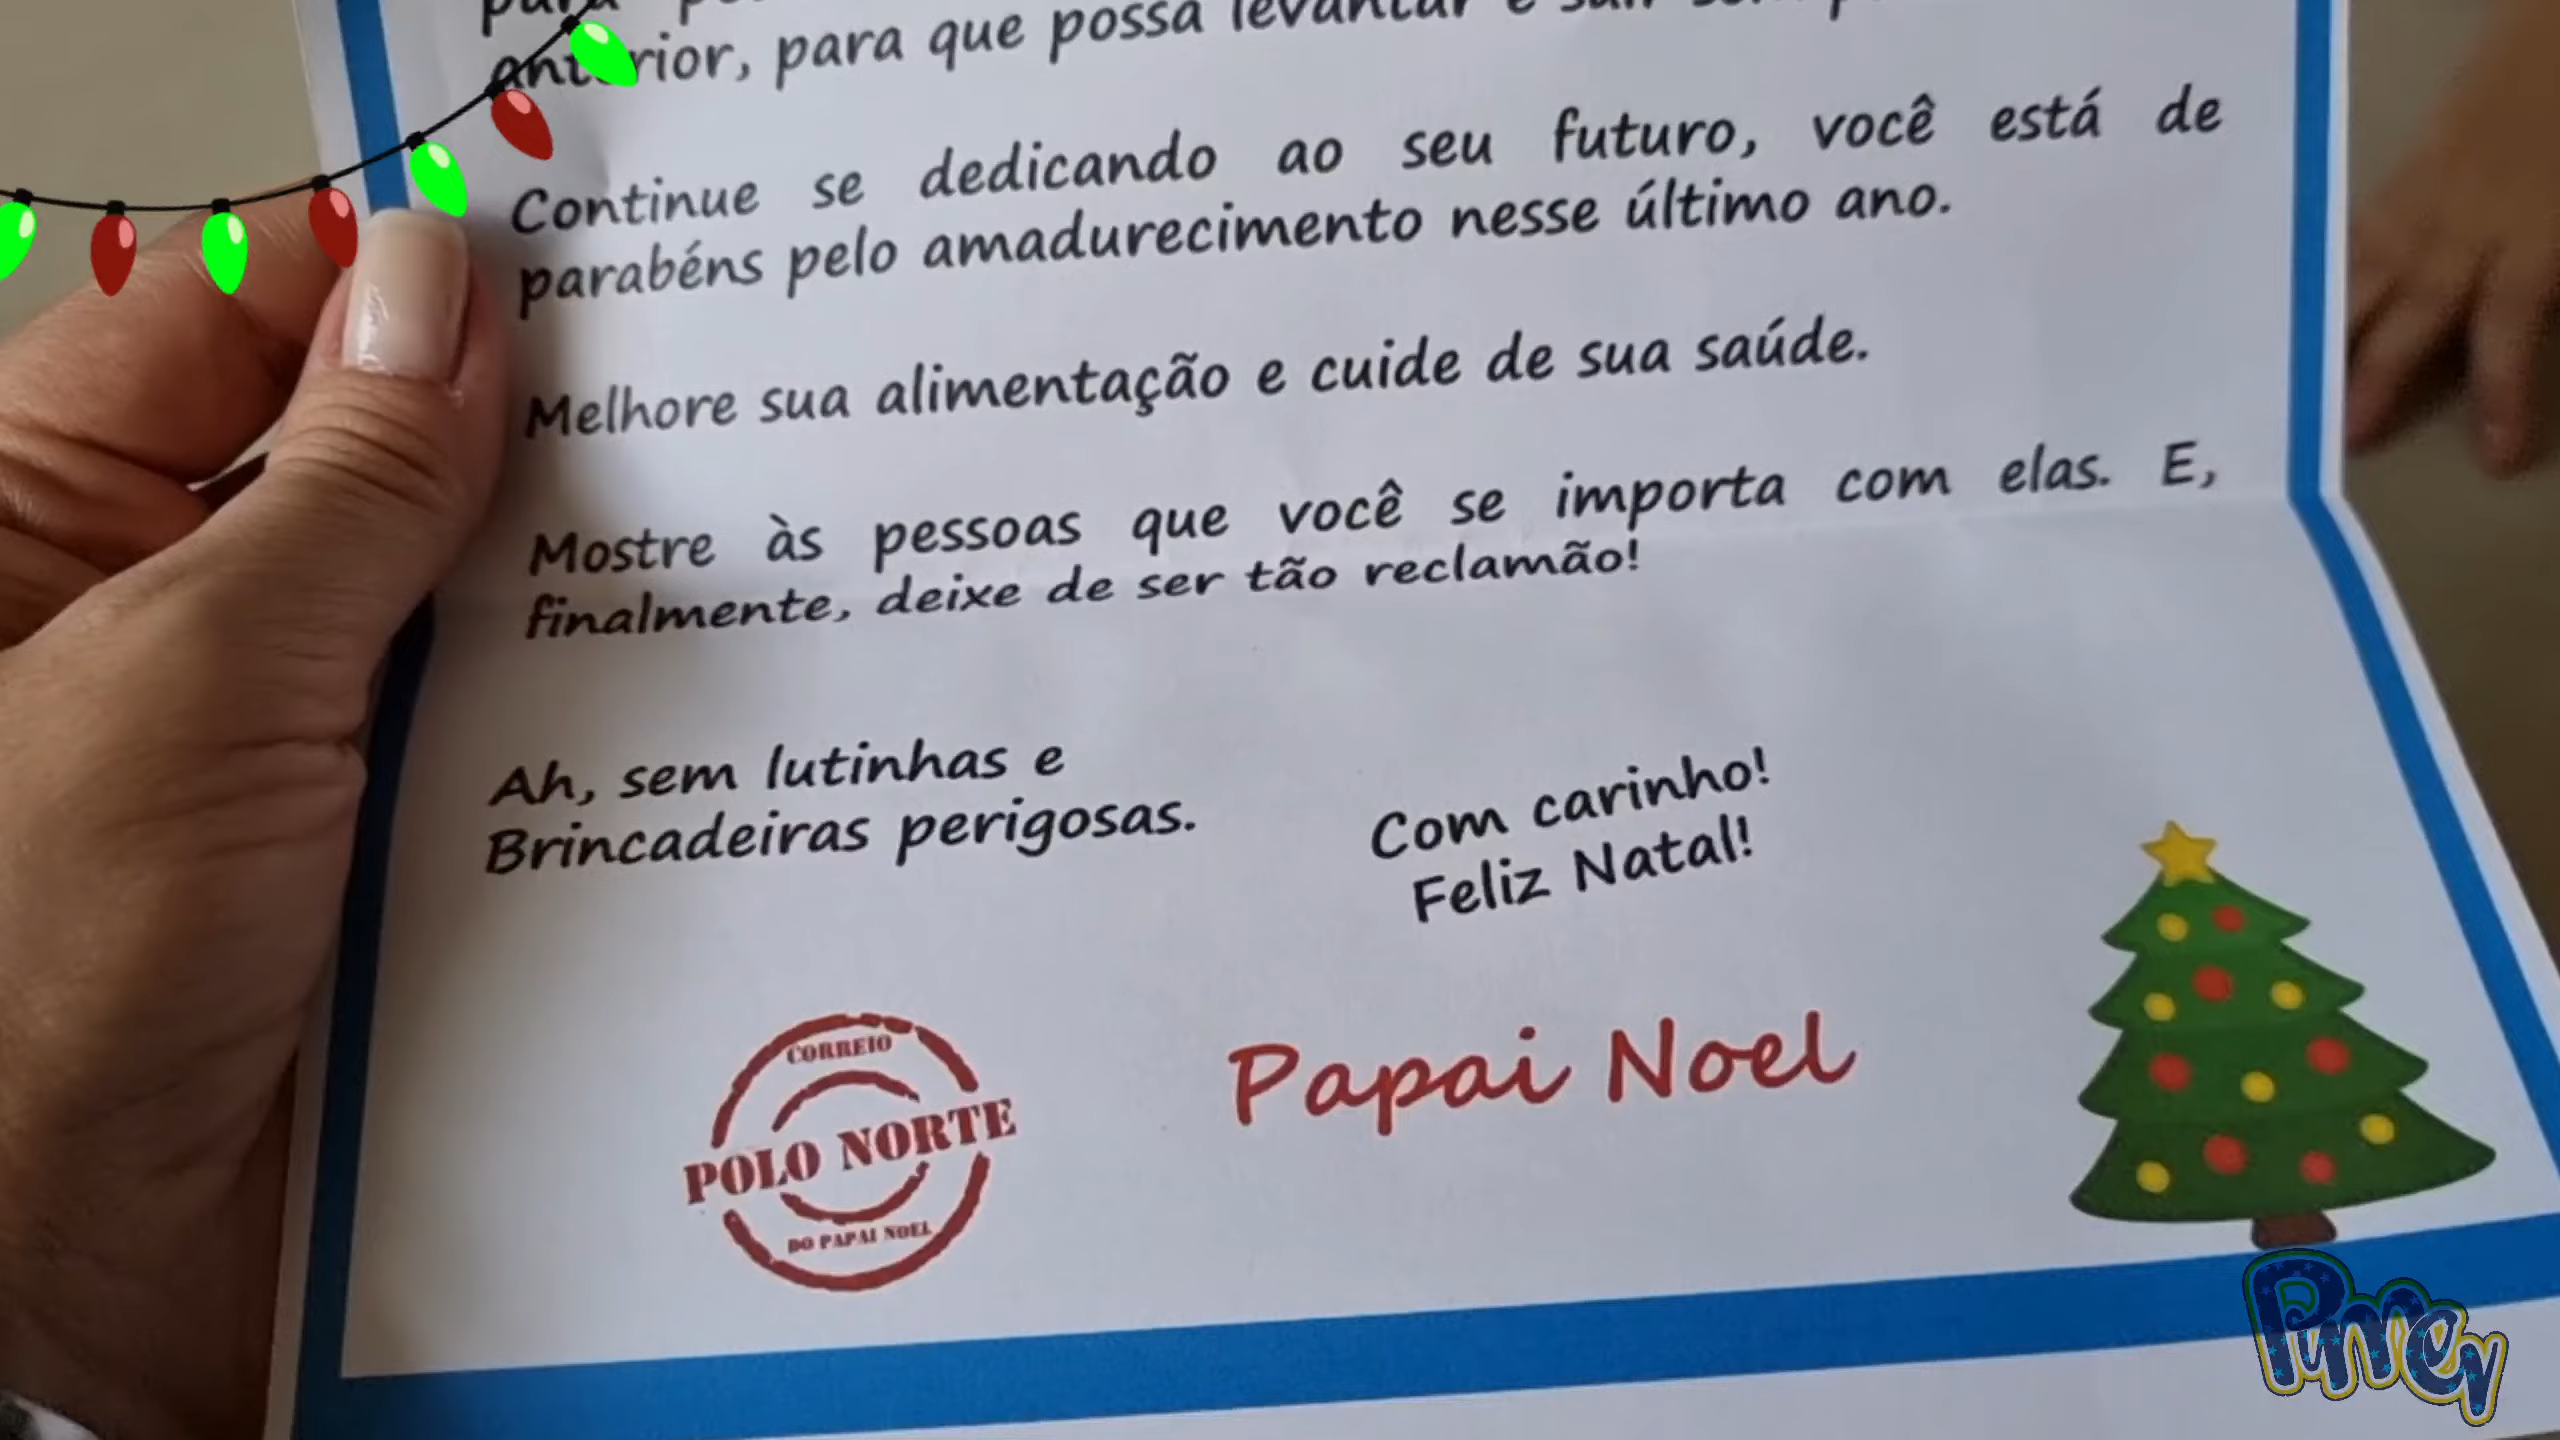 anterior, para que possa levantar e sair
Continue se dedicando ao seu futuro, você está de
parabéns pelo amadurecimento nesse último ano.
Melhore sua alimentação e cuide de sua saúde.
Mostre às pessoas que você se importa com elas. E,
finalmente, deixe de ser tão reclamão!
Ah, sem lutinhas e
Brincadeiras perigosas.
Com carinho!
Feliz Natal!
CORREIO
POLO NORTE
DO PAPAI NOEL
Papai Noel